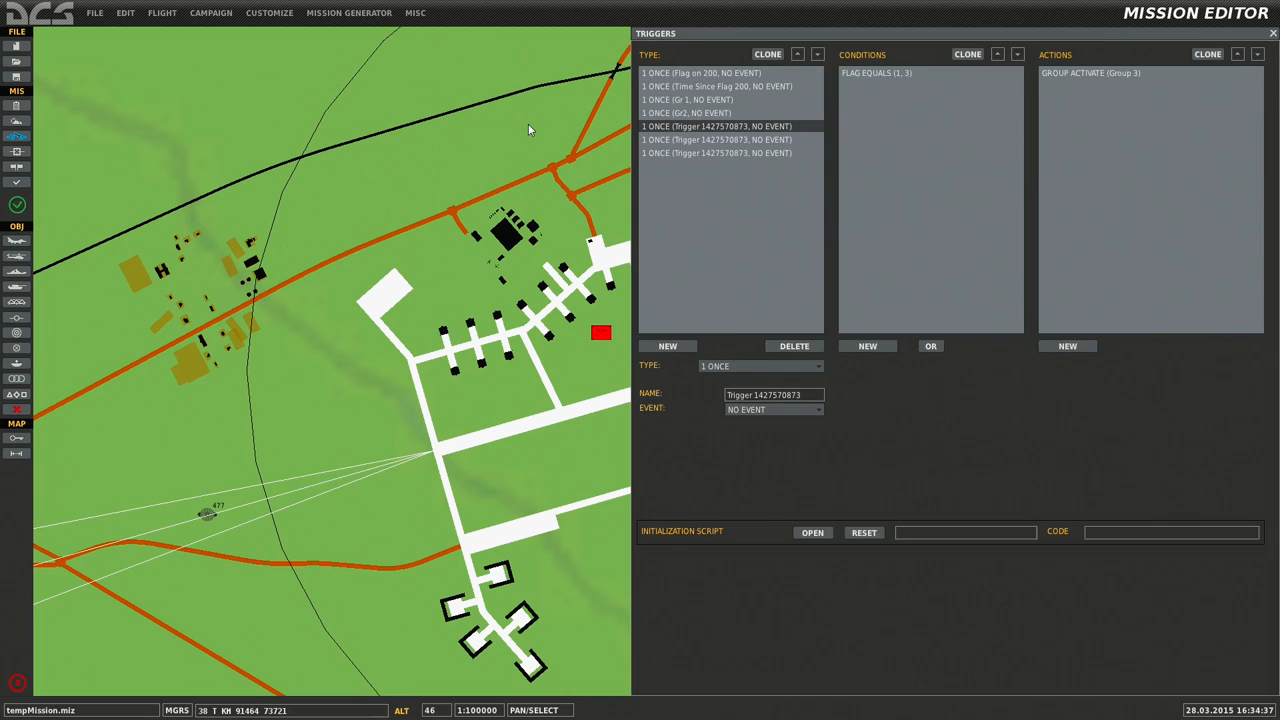 DCS FILE EDIT FLIGHT CAMPAIGN CUSTOMIZE MISSION GENERATOR MISC MISSION EDITOR
FILE
MIS
OBJ
MAP
TRIGGERS
TYPE: CLONE CONDITIONS CLONE ACTIONS CLONE
1 ONCE (Flag on 200, NO EVENT) FLAG EQUALS (1, 3) GROUP ACTIVATE (Group 3)
1 ONCE (Time Since Flag 200, NO EVENT)
1 ONCE (Gr 1, NO EVENT)
1 ONCE (Gr2, NO EVENT)
1 ONCE (Trigger 1427570873, NO EVENT)
1 ONCE (Trigger 1427570873, NO EVENT)
1 ONCE (Trigger 1427570873, NO EVENT)
NEW DELETE NEW OR NEW
TYPE: 1 ONCE
NAME: Trigger 1427570873
EVENT: NO EVENT
477
INITIALIZATION SCRIPT OPEN RESET CODE
tempMission.miz MGRS 38 T KH 91464 73721 ALT 46 1:100000 PAN/SELECT 28.03.2015 16:34:37